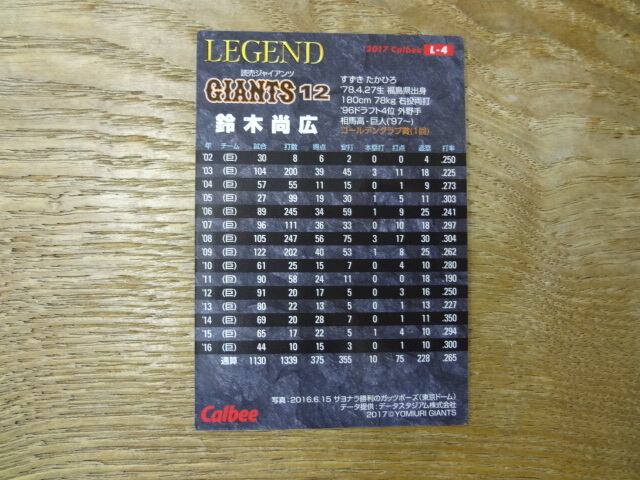 LEGEND
'2017 Calbee L-4
読売ジャイアンツ
GIANTS 12
鈴木尚広
すずき たかひろ
'78.4.27生 福島県出身
180cm 78kg 右投両打
'96ドラフト4位 外野手
相馬高-巨人('97~)
ゴールデングラブ賞(1回)
年 チーム 試合 打数 得点 安打 本塁打 打点 盗塁 打率
'02 (巨) 30 8 6 2 0 0 4 .250
'03 (巨) 104 200 39 45 3 11 18 .225
'04 (巨) 57 55 11 15 0 1 9 .273
'05 (巨) 27 99 19 30 1 5 11 .303
'06 (巨) 89 245 34 59 1 9 25 .241
'07 (巨) 96 111 36 33 0 10 18 .297
'08 (巨) 105 247 56 75 3 17 30 .304
'09 (巨) 122 202 40 53 1 8 25 .262
'10 (巨) 61 25 15 7 0 4 10 .280
'11 (巨) 90 58 24 11 0 0 18 .190
'12 (巨) 91 20 17 5 0 3 16 .250
'13 (巨) 81 22 17 5 0 1 13 .227
'14 (巨) 69 20 28 7 0 1 11 .350
'15 (巨) 65 17 22 5 1 4 10 .294
'16 (巨) 44 10 15 3 0 1 10 .300
通算 1130 1339 375 355 10 75 228 .265
写真:2016.6.15 サヨナラ勝利のガッツポーズ(東京ドーム)
データ提供:データスタジアム株式会社
2017 © YOMIURI GIANTS
Calbee